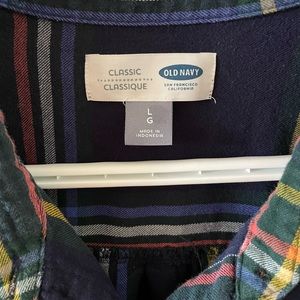 CLASSIC
CLASSIQUE
OLD NAVY
SAN FRANCISCO
CALIFORNIA
L
G
MADE IN
INDONESIA